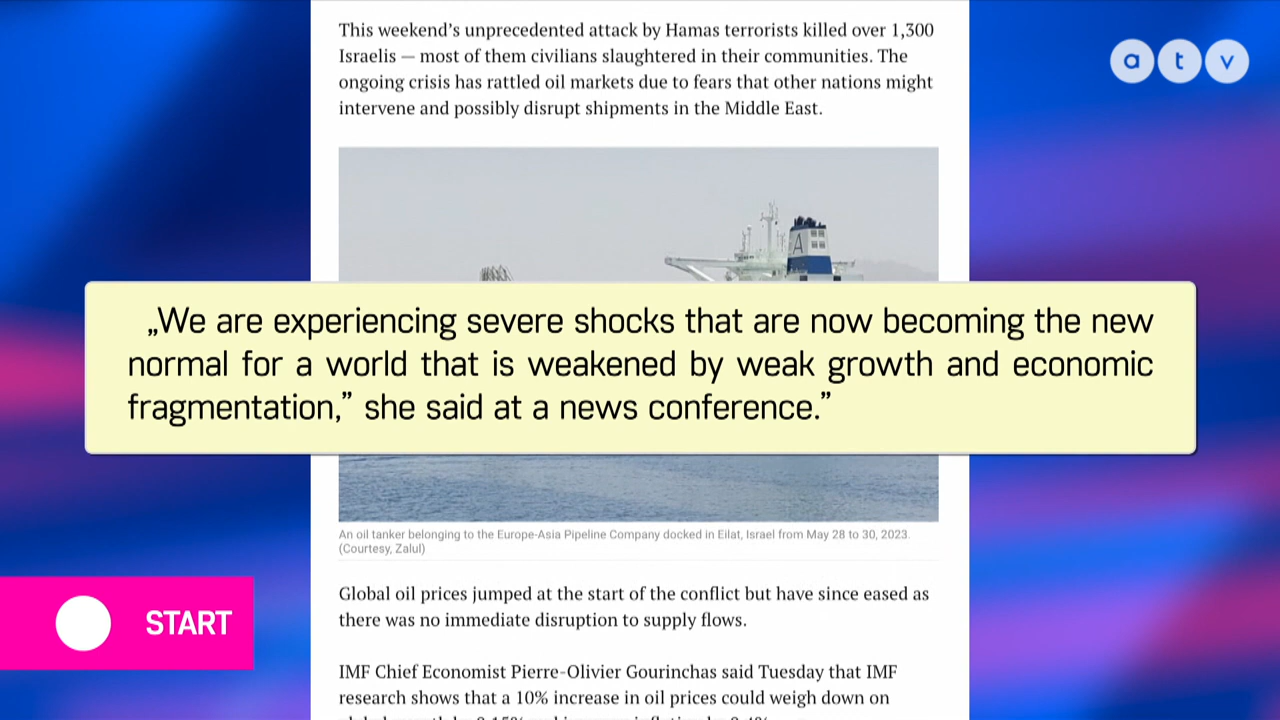 This weekend’s unprecedented attack by Hamas terrorists killed over 1,300
Israelis — most of them civilians slaughtered in their communities. The
ongoing crisis has rattled oil markets due to fears that other nations might
intervene and possibly disrupt shipments in the Middle East.
a t v
A
„We are experiencing severe shocks that are now becoming the new
normal for a world that is weakened by weak growth and economic
fragmentation,” she said at a news conference.”
An oil tanker belonging to the Europe-Asia Pipeline Company docked in Eilat, Israel from May 28 to 30, 2023.
(Courtesy, Zalul)
Global oil prices jumped at the start of the conflict but have since eased as
there was no immediate disruption to supply flows.
START
IMF Chief Economist Pierre-Olivier Gourinchas said Tuesday that IMF
research shows that a 10% increase in oil prices could weigh down on